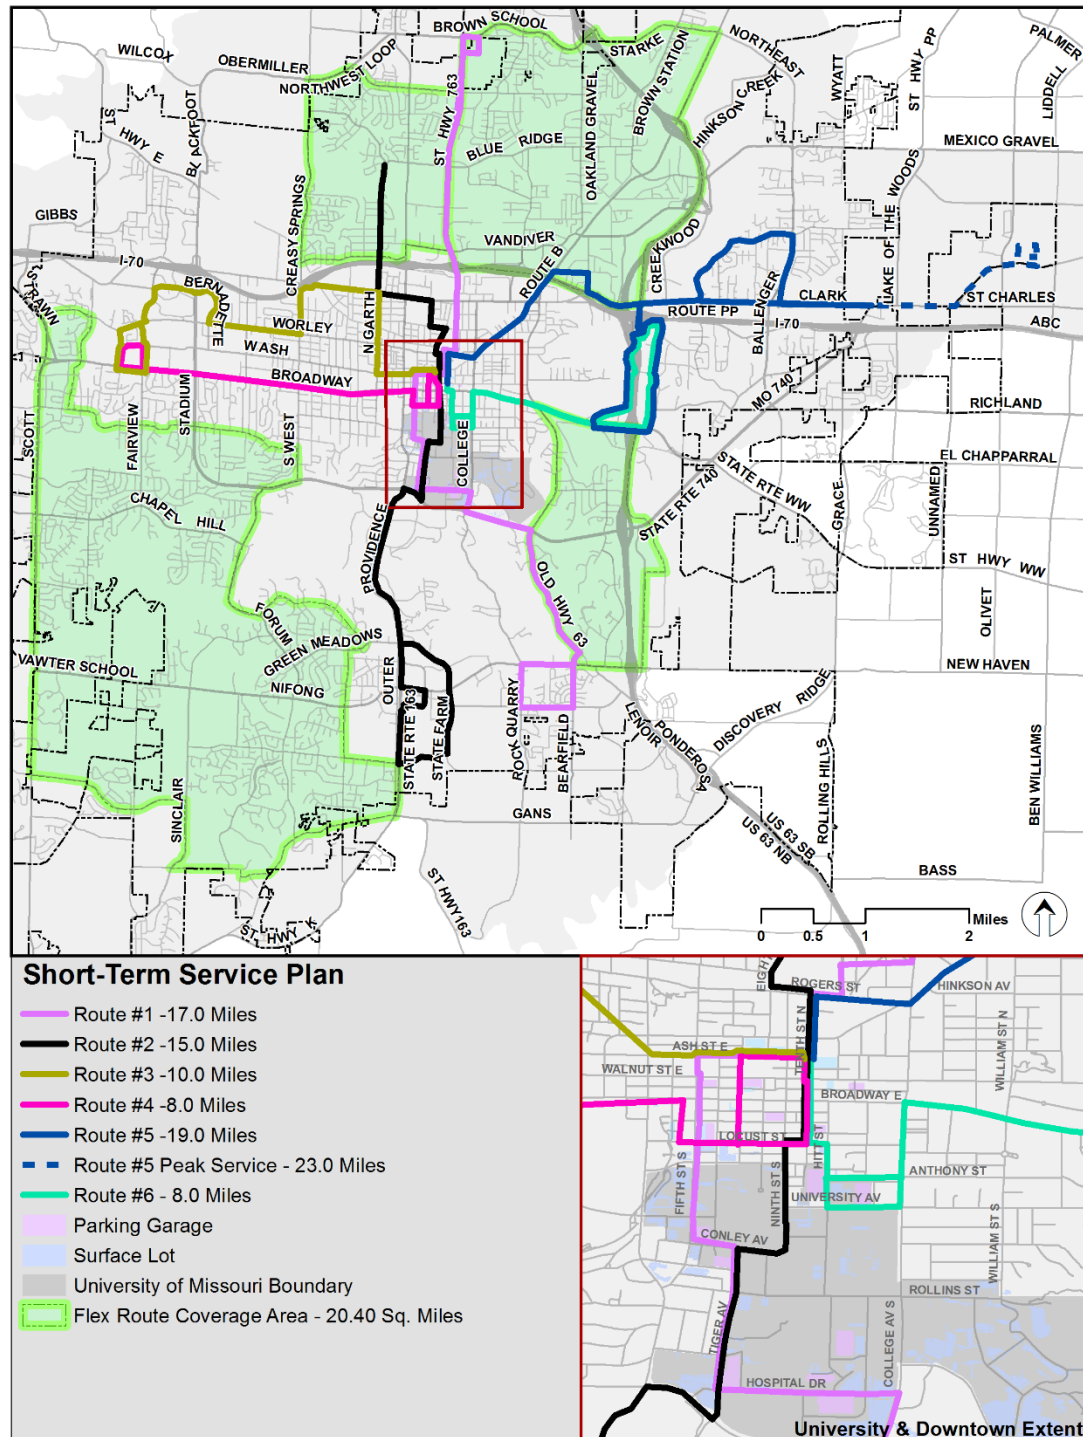 BROWN SCHOOL
WILCOX
OBERMILLER
NORTHWEST LOOP
STARKE
NORTHEAST
PALMER
ST HWY PP
LIDDELL
WYATT
ST HWY E
BLACKFOOT
ST HWY 763
BLUE RIDGE
OAKLAND GRAVEL
BROWN STATION
HINKSON CREEK
MEXICO GRAVEL
GIBBS
CREASY SPRINGS
VANDIVER
ROUTE B
CREEKWOOD
LAKE OF THE WOODS
I-70
STRAWN
BERNADETTE
WORLEY
WASH
N GARTH
BALLENGER
CLARK
ROUTE PP
I-70
ST CHARLES
ABC
BROADWAY
SCOTT
FAIRVIEW
STADIUM
S WEST
COLLEGE
MO 740
RICHLAND
EL CHAPPARRAL
STATE RTE WW
STATE RTE 740
GRACE
UNNAMED
CHAPEL HILL
PROVIDENCE
ST HWY WW
OLD HWY 63
OLIVET
FORUM
GREEN MEADOWS
VAWTER SCHOOL
NIFONG
OUTER
STATE RTE 163
STATE FARM
ROCK QUARRY
BEARFIELD
NEW HAVEN
LENOIR
PONDEROSA
DISCOVERY RIDGE
ROLLING HILLS
BEN WILLIAMS
SINCLAIR
GANS
US 63 SB
US 63 NB
BASS
ST HWY K
ST HWY163
Miles
0 0.5 1 2
Short-Term Service Plan
Route #1 -17.0 Miles
Route #2 -15.0 Miles
Route #3 -10.0 Miles
Route #4 -8.0 Miles
Route #5 -19.0 Miles
Route #5 Peak Service - 23.0 Miles
Route #6 - 8.0 Miles
Parking Garage
Surface Lot
University of Missouri Boundary
Flex Route Coverage Area - 20.40 Sq. Miles
ROGERS ST
HINKSON AV
TENTH ST N
WILLIAM ST N
ASH ST E
WALNUT ST E
BROADWAY E
LOCUST ST
HITT ST
FIFTH ST S
NINTH ST S
ANTHONY ST
UNIVERSITY AV
CONLEY AV
WILLIAM ST S
ROLLINS ST
TIGER AV
COLLEGE AV S
HOSPITAL DR
University & Downtown Extent